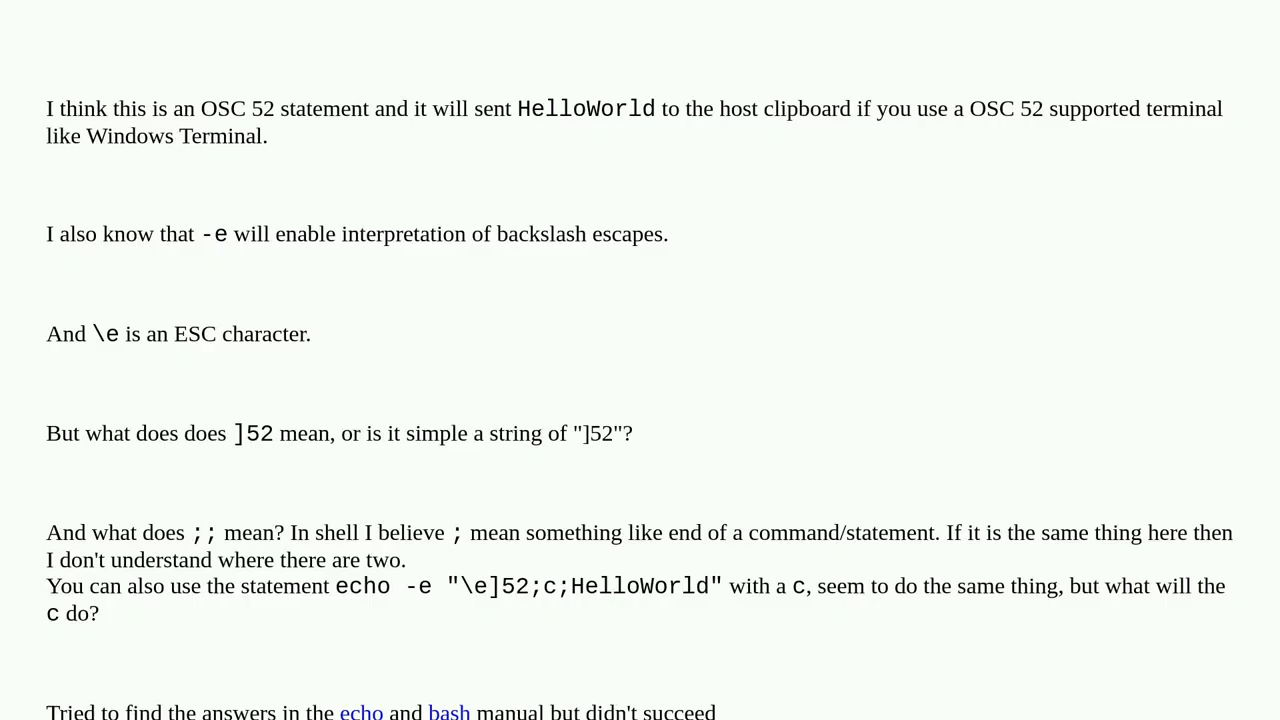 I think this is an OSC 52 statement and it will sent HelloWorld to the host clipboard if you use a OSC 52 supported terminal
like Windows Terminal.
I also know that -e will enable interpretation of backslash escapes.
And \e is an ESC character.
But what does does ]52 mean, or is it simple a string of "]52"?
And what does ;; mean? In shell I believe ; mean something like end of a command/statement. If it is the same thing here then
I don't understand where there are two.
You can also use the statement echo -e "\e]52;c;HelloWorld" with a c, seem to do the same thing, but what will the
c do?
Tried to find the answers in the echo and bash manual but didn't succeed